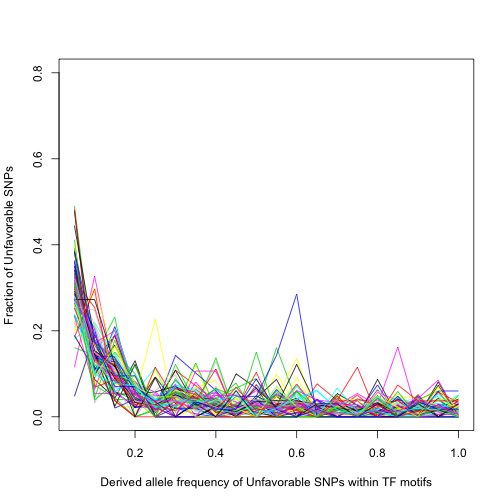 0.8
0.6
0.4
0.2
0.0
Fraction of Unfavorable SNPs
0.2 0.4 0.6 0.8 1.0
Derived allele frequency of Unfavorable SNPs within TF motifs